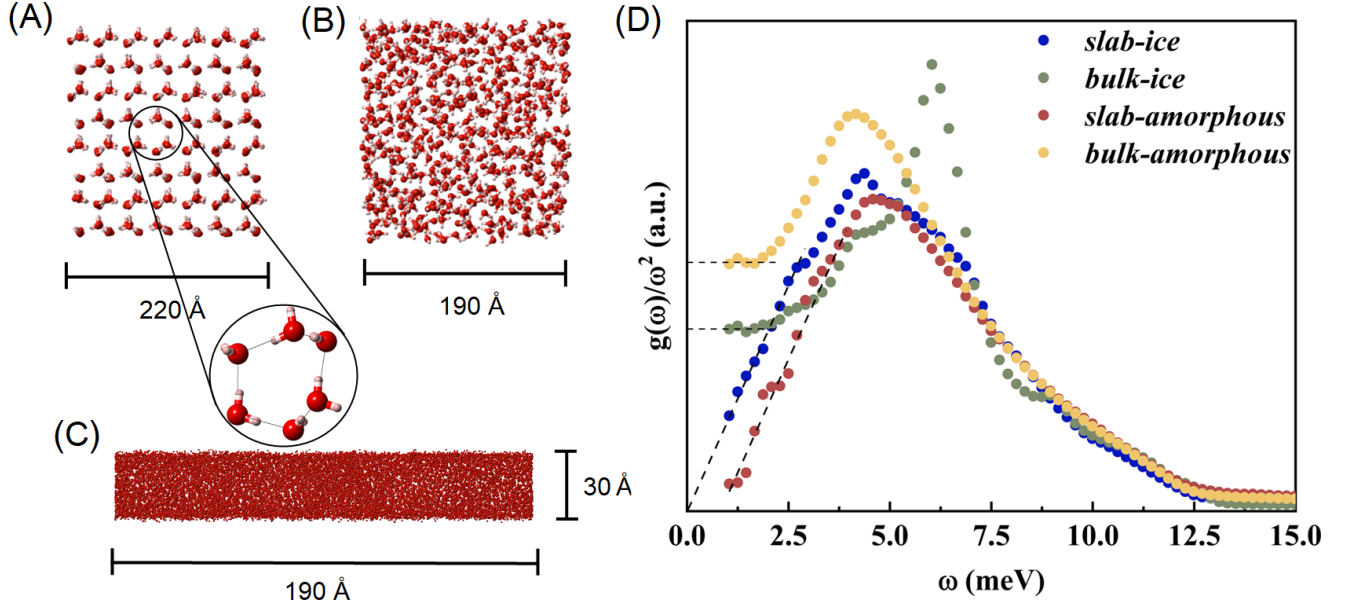 (A)
(B)
(D)
220 Å
190 Å
(C)
30 Å
190 Å
g(ω)/ω² (a.u.)
slab-ice
bulk-ice
slab-amorphous
bulk-amorphous
0.0 2.5 5.0 7.5 10.0 12.5 15.0
ω (meV)